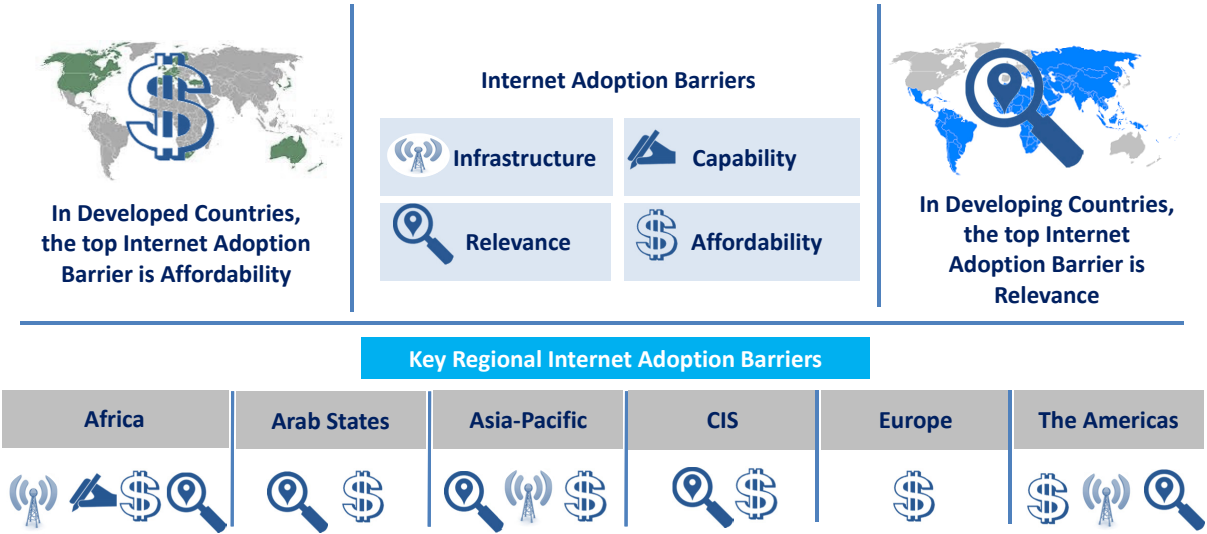 In Developed Countries,
the top Internet Adoption
Barrier is Affordability
Internet Adoption Barriers
Infrastructure
Capability
Relevance
Affordability
In Developing Countries,
the top Internet
Adoption Barrier is
Relevance
Key Regional Internet Adoption Barriers
Africa
Arab States
Asia-Pacific
CIS
Europe
The Americas